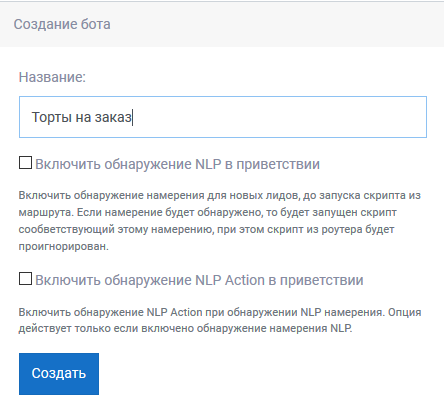 Создание бота
Название:
Торты на заказ
Включить обнаружение NLP в приветствии
Включить обнаружение намерения для новых лидов, до запуска скрипта из
маршрута. Если намерение будет обнаружено, то будет запущен скрипт
сообветствующий этому намерению, при этом скрипт из роутера будет
проигнорирован.
Включить обнаружение NLP Action в приветствии
Включить обнаружение NLP Action при обнаружении NLP намерения. Опция
действует только если включено обнаружение намерения NLP.
Создать